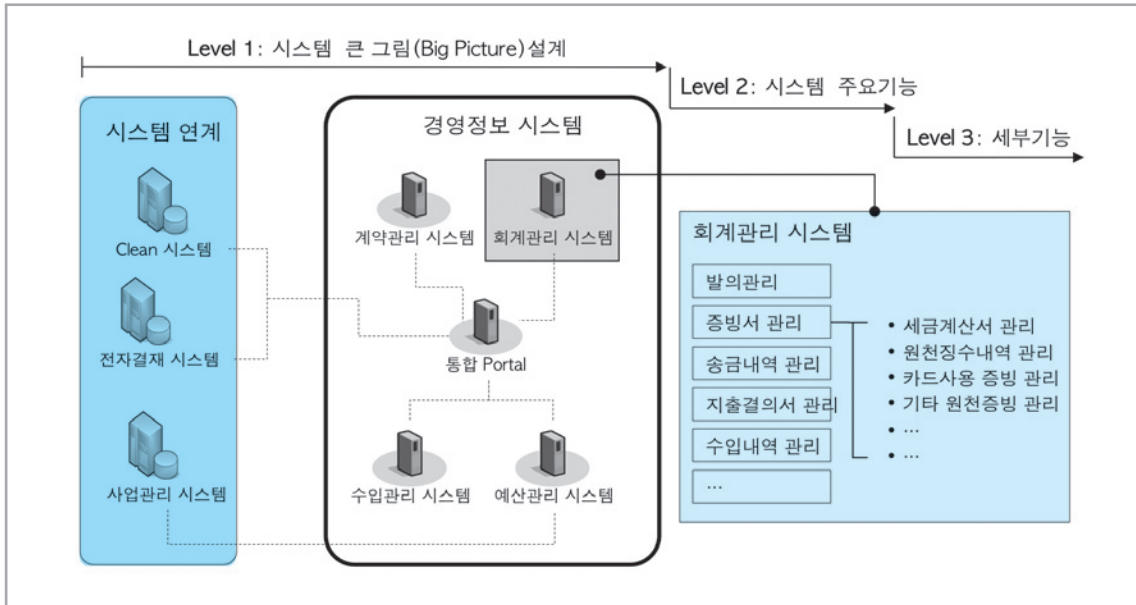 Level 1: 시스템 큰 그림(Big Picture)설계
Level 2: 시스템 주요기능
Level 3: 세부기능
시스템 연계
Clean 시스템
전자결재 시스템
사업관리 시스템
경영정보 시스템
계약관리 시스템
회계관리 시스템
통합 Portal
수입관리 시스템
예산관리 시스템
회계관리 시스템
발의관리
증빙서 관리
송금내역 관리
지출결의서 관리
수입내역 관리
…
• 세금계산서 관리
• 원천징수내역 관리
• 카드사용 증빙 관리
• 기타 원천증빙 관리
• …
• …